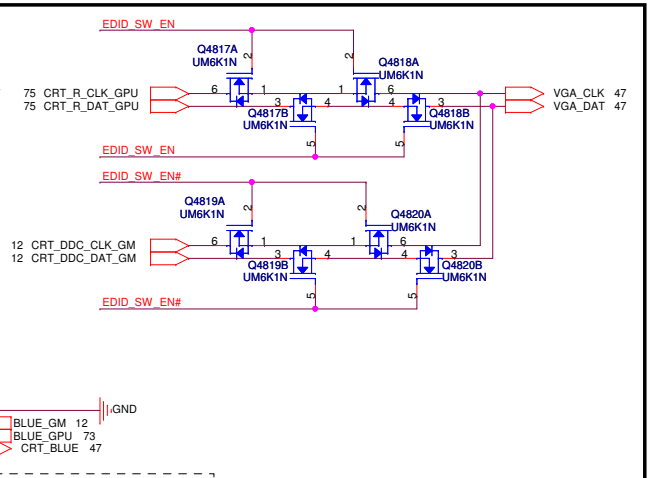 EDID_SW_EN
Q4817A
UM6K1N
Q4818A
UM6K1N
2
2
75 CRT_R_CLK_GPU
6
1
1
6
VGA_CLK 47
75 CRT_R_DAT_GPU
3
4
4
3
VGA_DAT 47
Q4817B
UM6K1N
Q4818B
UM6K1N
5
5
EDID_SW_EN
EDID_SW_EN#
Q4819A
UM6K1N
Q4820A
UM6K1N
2
2
12 CRT_DDC_CLK_GM
6
1
1
6
12 CRT_DDC_DAT_GM
3
4
4
3
Q4819B
UM6K1N
Q4820B
UM6K1N
5
5
EDID_SW_EN#
GND
BLUE_GM 12
BLUE_GPU 73
CRT_BLUE 47